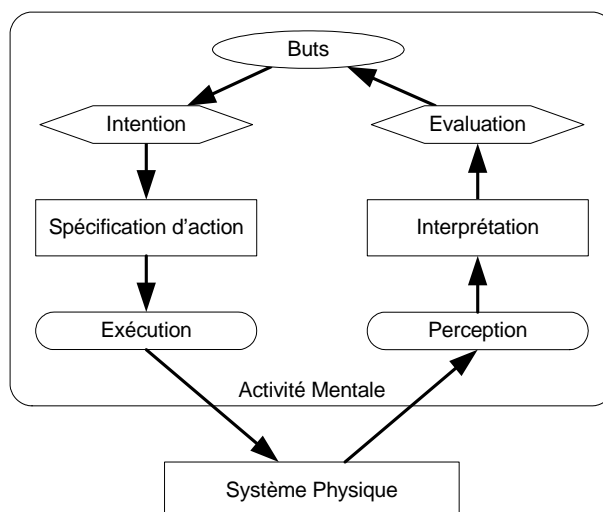 Buts
Intention
Evaluation
Spécification d'action
Interprétation
Exécution
Perception
Activité Mentale
Système Physique